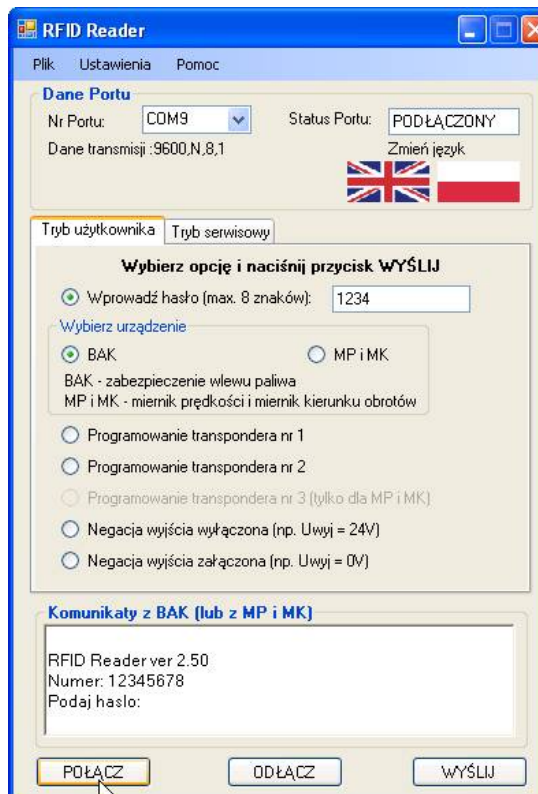 RFID Reader
Plik Ustawienia Pomoc
Dane Portu
Nr Portu: COM9 Status Portu: PODŁĄCZONY
Dane transmisji :9600,N,8,1 Zmień język
Tryb użytkownika Tryb serwisowy
Wybierz opcję i naciśnij przycisk WYŚLIJ
Wprowadź hasło (max. 8 znaków): 1234
Wybierz urządzenie
BAK MP i MK
BAK - zabezpieczenie wlewu paliwa
MP i MK - miernik prędkości i miernik kierunku obrotów
Programowanie transpondera nr 1
Programowanie transpondera nr 2
Programowanie transpondera nr 3 (tylko dla MP i MK)
Negacja wyjścia wyłączona (np. Uwyj = 24V)
Negacja wyjścia załączona (np. Uwyj = 0V)
Komunikaty z BAK (lub z MP i MK)
RFID Reader ver 2.50
Numer: 12345678
Podaj haslo:
POŁĄCZ ODŁĄCZ WYŚLIJ